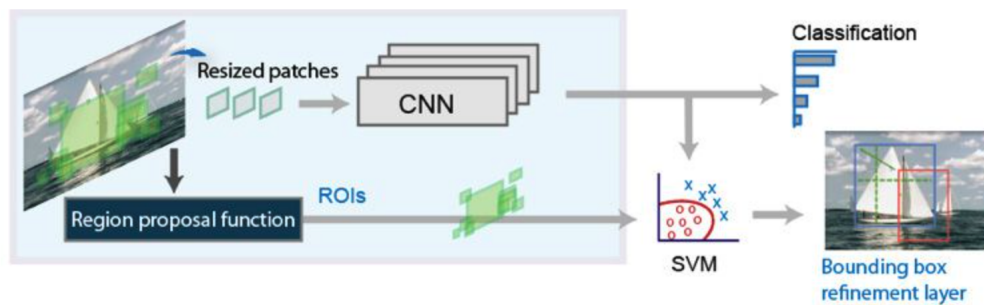 Classification
Resized patches
CNN
ROIs
Region proposal function
SVM
Bounding box
refinement layer